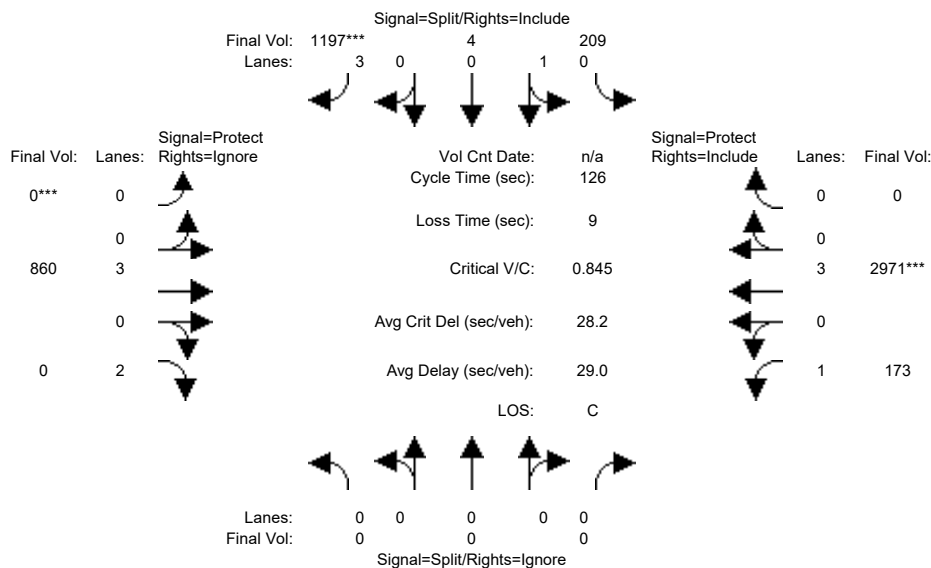 Signal=Split/Rights=Include
Final Vol: 1197*** 4 209
Lanes: 3 0 0 1 0
Signal=Protect
Final Vol: Lanes: Rights=Ignore
Vol Cnt Date: n/a
Signal=Protect
Rights=Include Lanes: Final Vol:
Cycle Time (sec): 126
0*** 0
0 0
Loss Time (sec): 9
0
0
860 3
Critical V/C: 0.845
3 2971***
0
Avg Crit Del (sec/veh): 28.2
0
0 2
Avg Delay (sec/veh): 29.0
1 173
LOS: C
Lanes: 0 0 0 0 0
Final Vol: 0 0 0
Signal=Split/Rights=Ignore